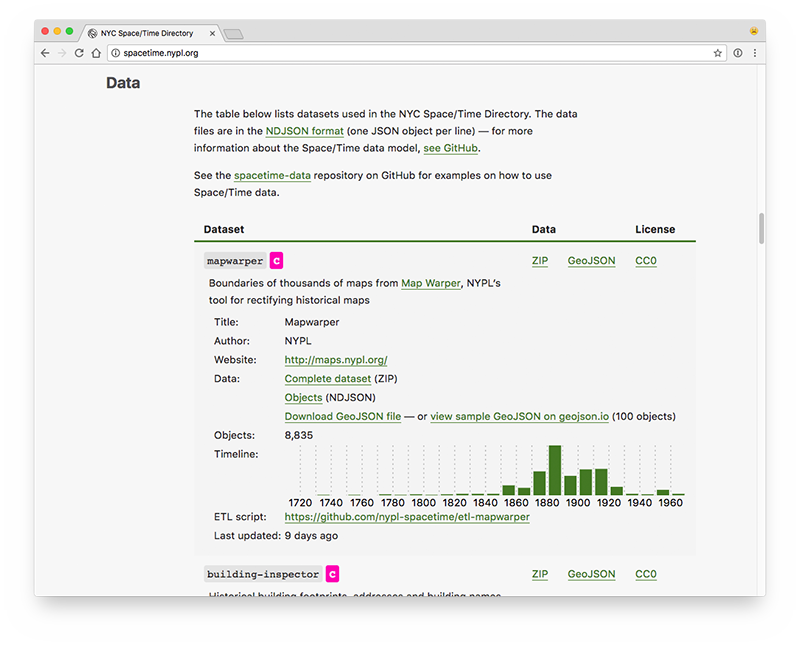 NYC Space/Time Directory
spacetime.nypl.org
Data
The table below lists datasets used in the NYC Space/Time Directory. The data
files are in the NDJSON format (one JSON object per line) — for more
information about the Space/Time data model, see GitHub.
See the spacetime-data repository on GitHub for examples on how to use
Space/Time data.
Dataset Data License
mapwarper C ZIP GeoJSON CC0
Boundaries of thousands of maps from Map Warper, NYPL’s
tool for rectifying historical maps
Title: Mapwarper
Author: NYPL
Website: http://maps.nypl.org/
Data: Complete dataset (ZIP)
Objects (NDJSON)
Download GeoJSON file — or view sample GeoJSON on geojson.io (100 objects)
Objects: 8,835
Timeline:
1720 1740 1760 1780 1800 1820 1840 1860 1880 1900 1920 1940 1960
ETL script: https://github.com/nypl-spacetime/etl-mapwarper
Last updated: 9 days ago
building-inspector C ZIP GeoJSON CC0
Historical building footprints, addresses and building names